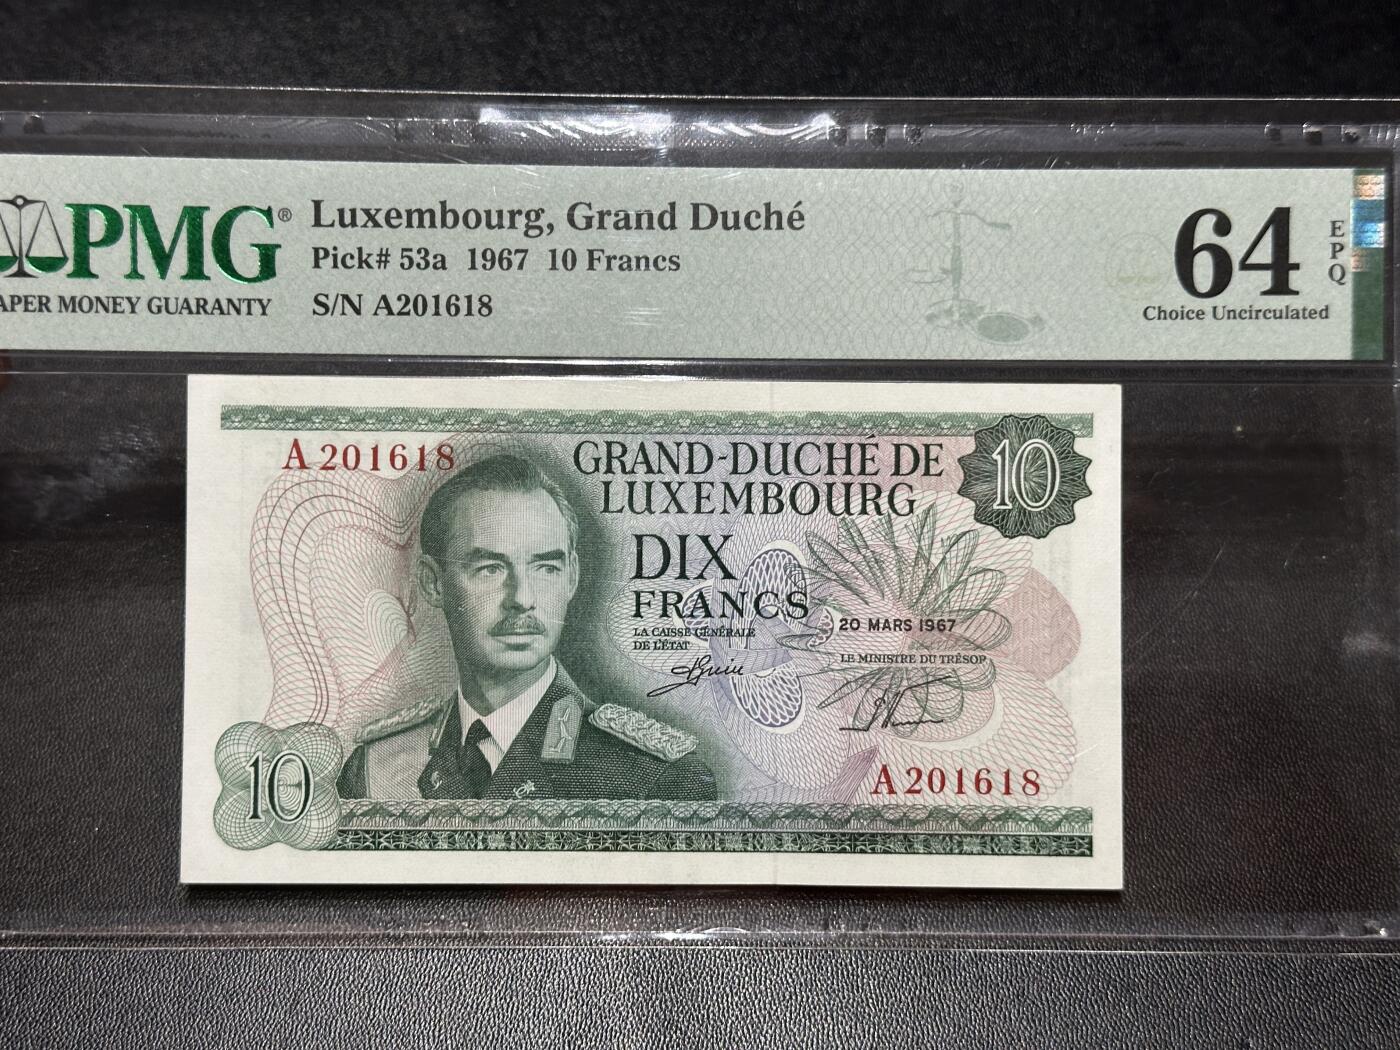 PMG®
APER MONEY GUARANTY
Luxembourg, Grand Duché
Pick# 53a 1967 10 Francs
S/N A201618
64
EPQ
Choice Uncirculated
A 201618
GRAND-DUCHÉ DE
LUXEMBOURG
10
DIX
FRANCS
LA CAISSE GÉNÉRALE
DE L'ÉTAT
20 MARS 1967
LE MINISTRE DU TRÉSOR
10
A 201618